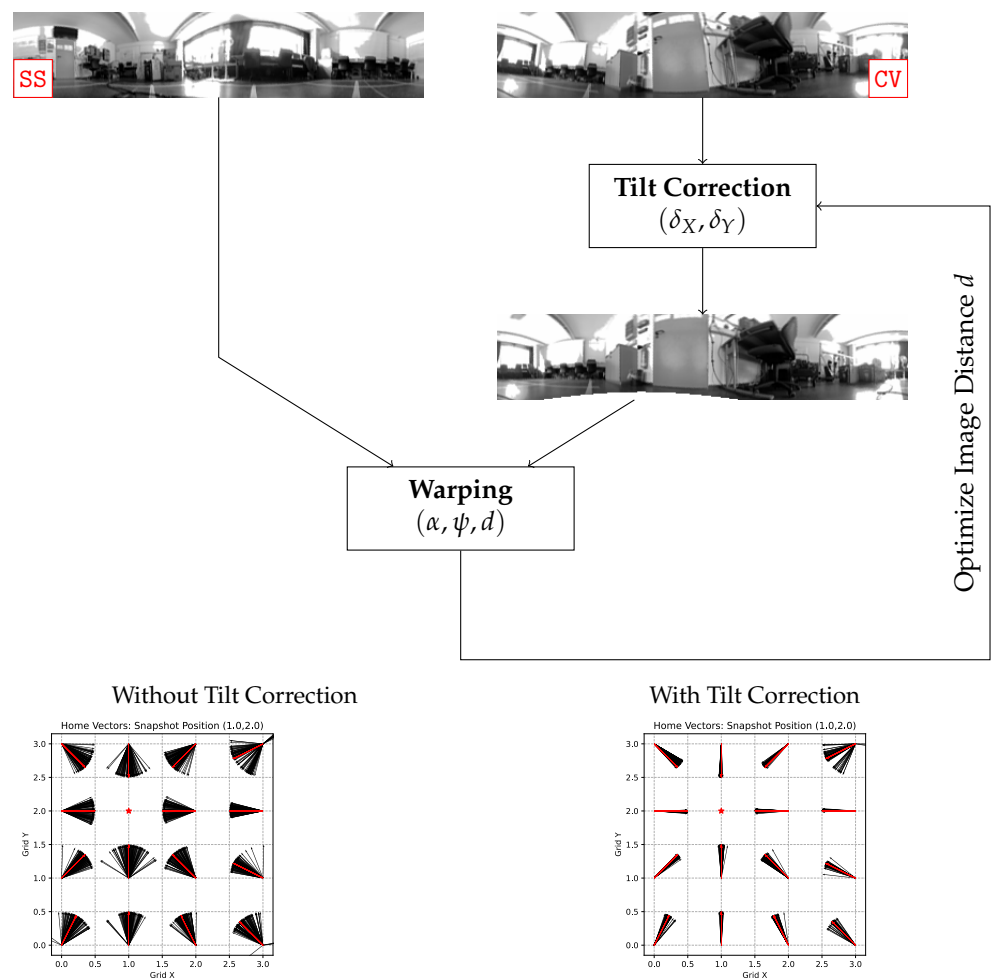 SS
CV
Tilt Correction
(δX, δY)
Optimize Image Distance d
Warping
(α, ψ, d)
Without Tilt Correction
With Tilt Correction
Home Vectors: Snapshot Position (1.0,2.0)
3.0
2.5
2.0
1.5
1.0
0.5
0.0
Grid Y
0.0 0.5 1.0 1.5 2.0 2.5 3.0
Grid X
Home Vectors: Snapshot Position (1.0,2.0)
3.0
2.5
2.0
1.5
1.0
0.5
0.0
Grid Y
0.0 0.5 1.0 1.5 2.0 2.5 3.0
Grid X